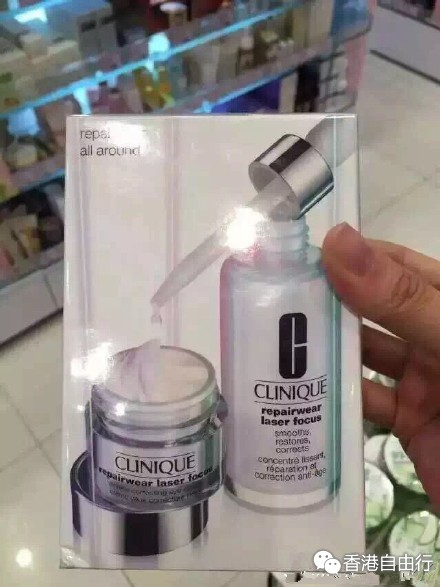 repai
all around
CLINIQUE
repairwear
laser focus
smooths,
restores,
corrects
concentré lissant,
réparation et
correction anti-âge
CLINIQUE
repairwear laser focus
香港自由行